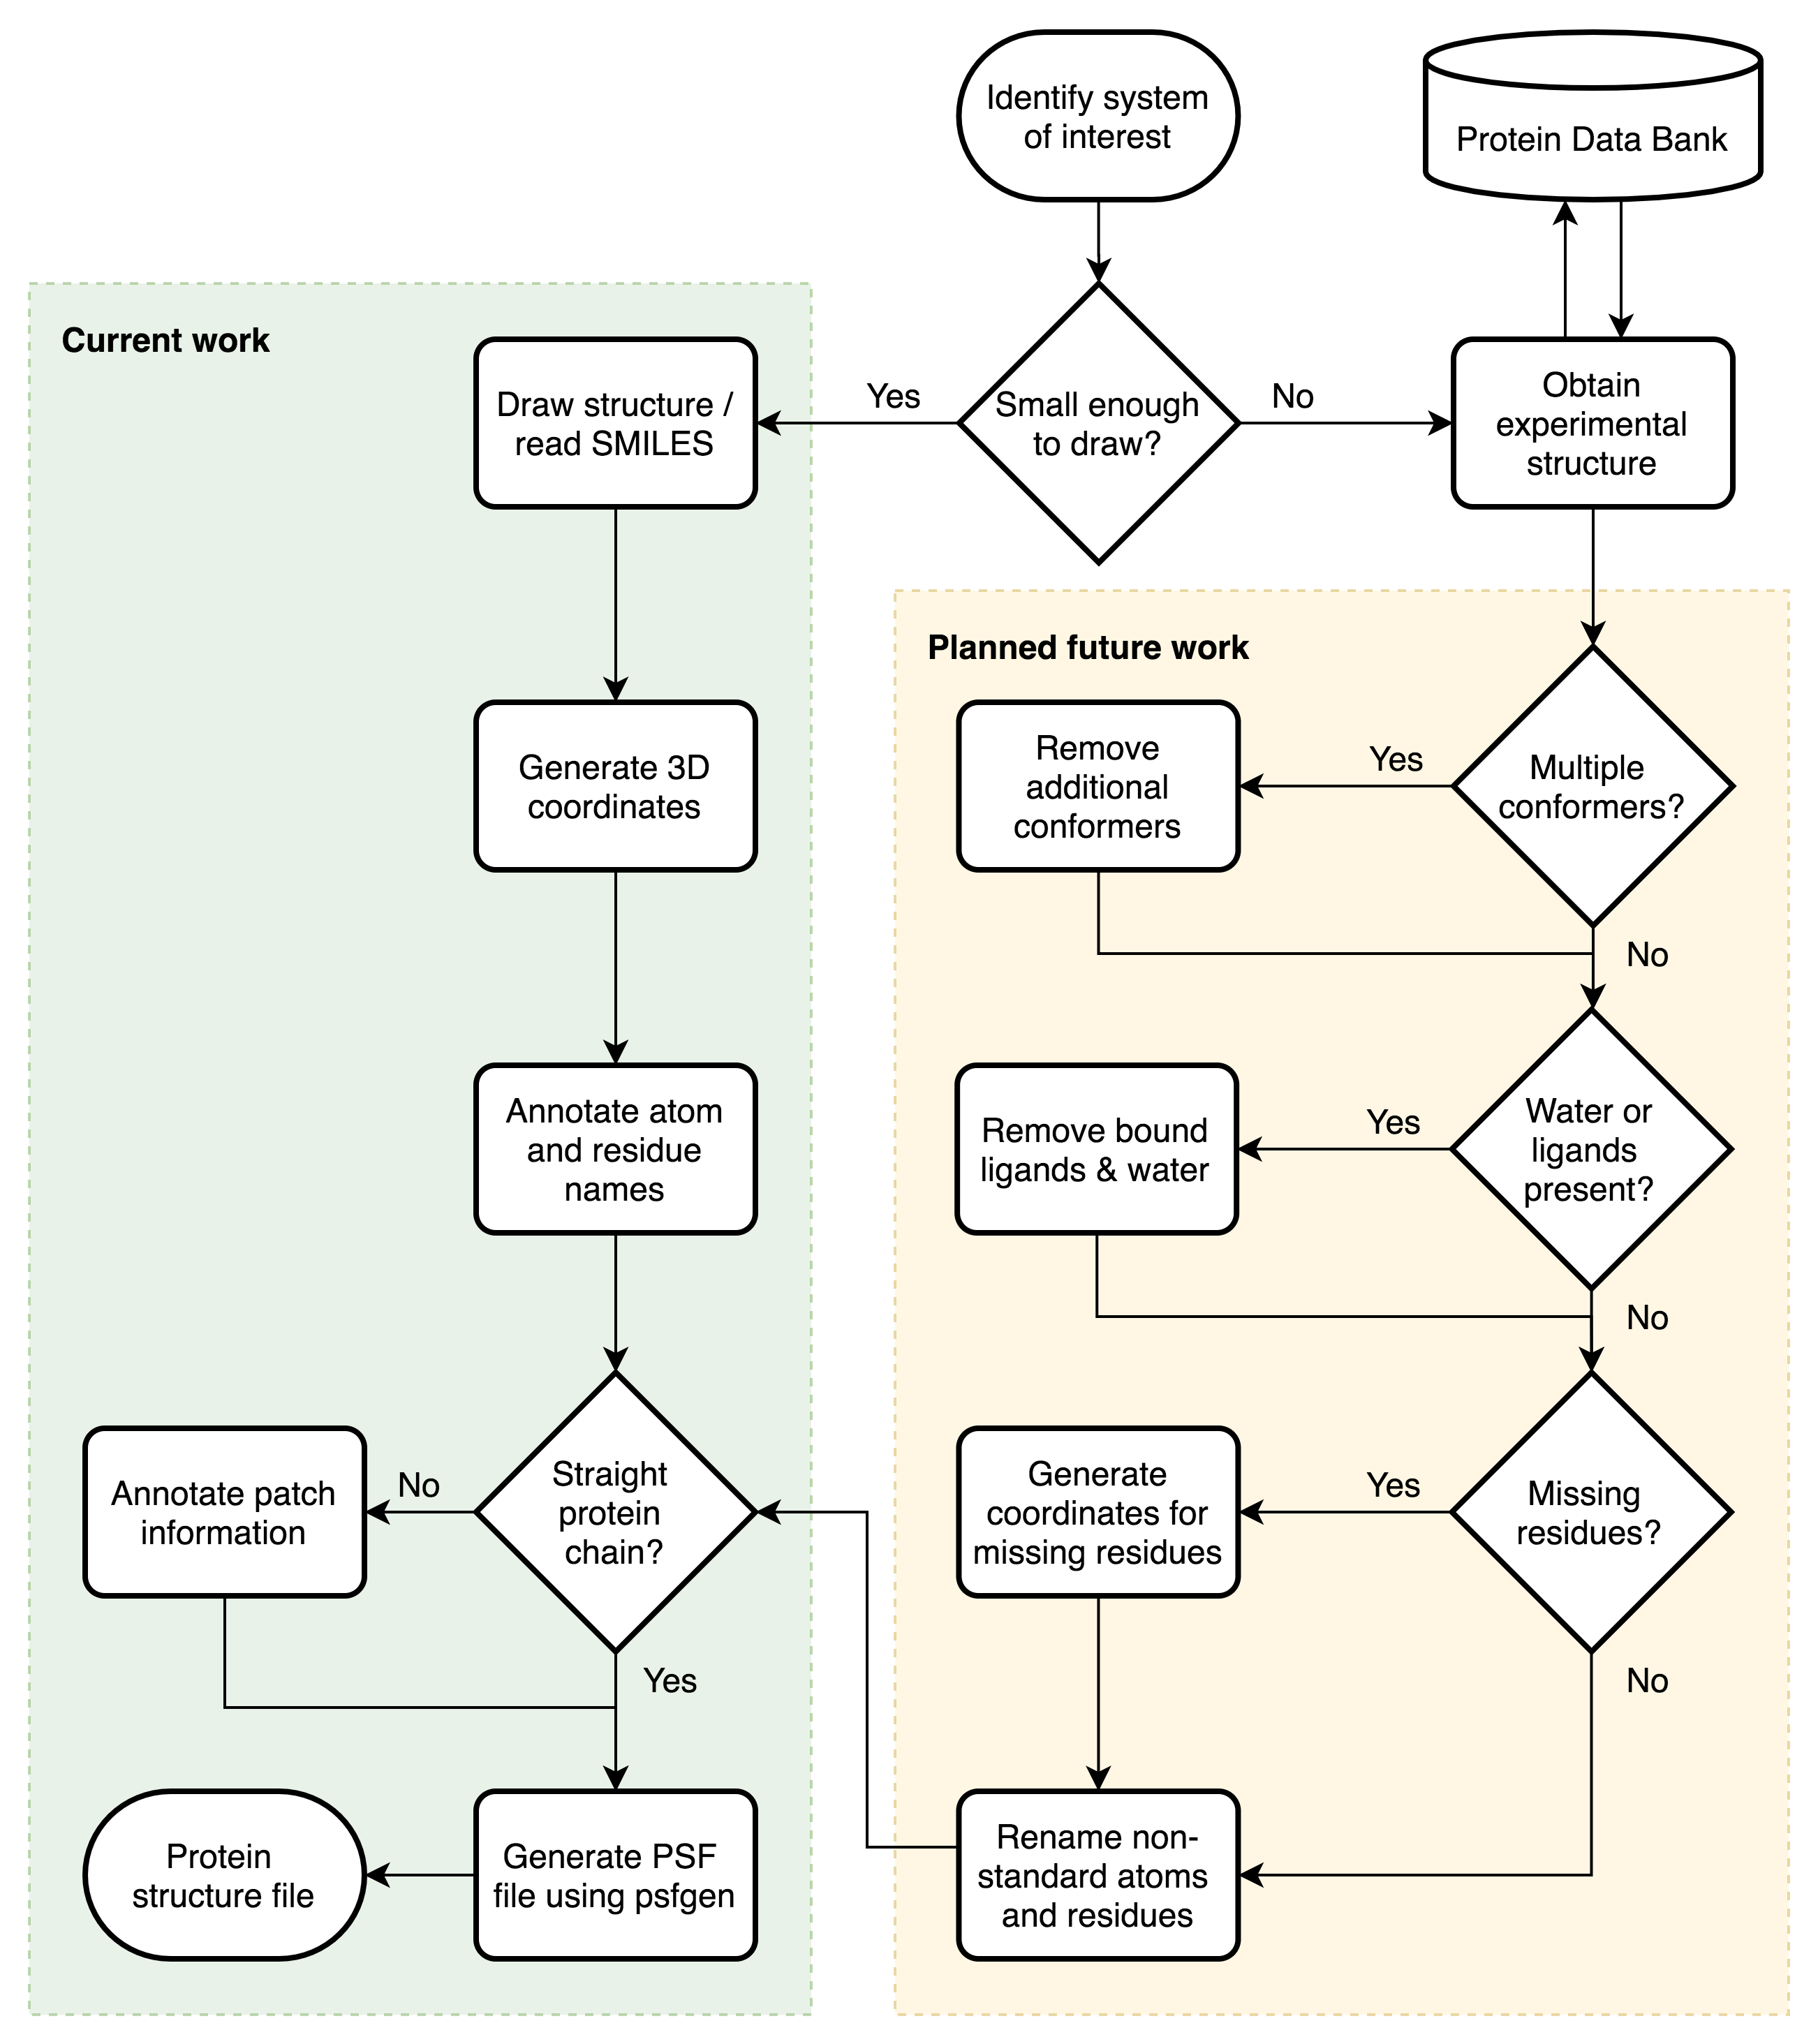 Identify system
of interest
Protein Data Bank
Current work
Draw structure /
read SMILES
Yes
Small enough
to draw?
No
Obtain
experimental
structure
Planned future work
Generate 3D
coordinates
Remove
additional
conformers
Yes
Multiple
conformers?
No
Annotate atom
and residue
names
Remove bound
ligands & water
Yes
Water or
ligands
present?
No
Annotate patch
information
No
Straight
protein
chain?
Yes
Generate
coordinates for
missing residues
Yes
Missing
residues?
No
Protein
structure file
Generate PSF
file using psfgen
Rename non-
standard atoms
and residues